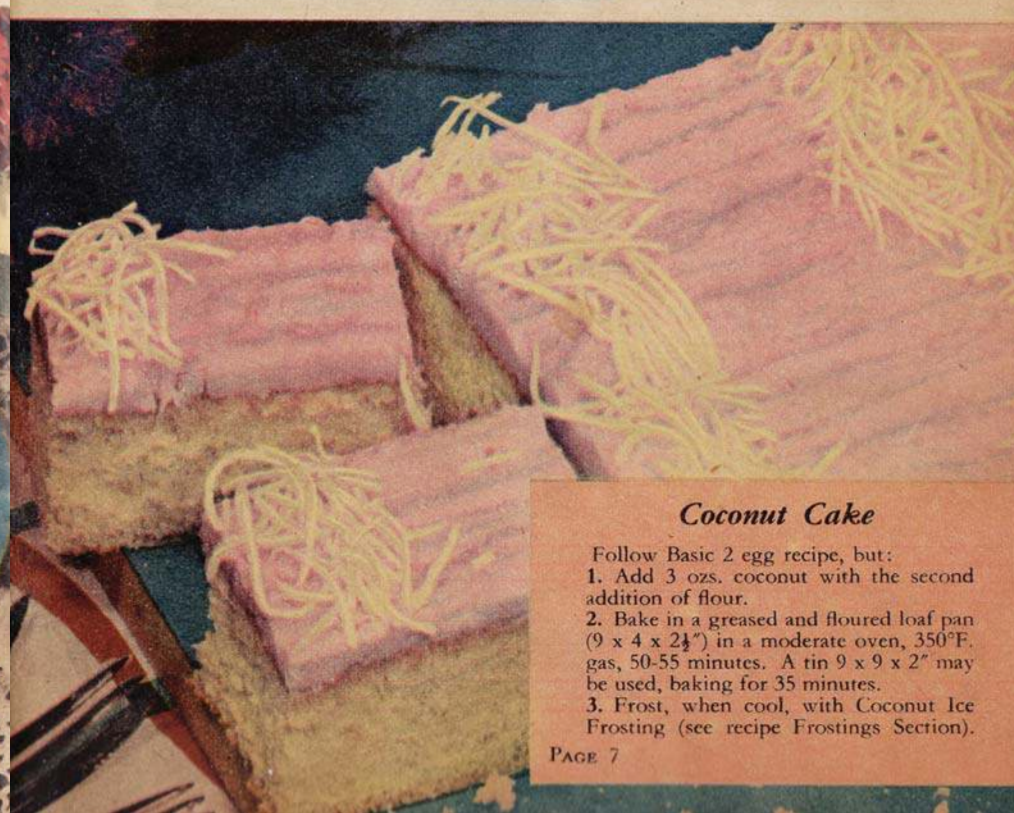 Coconut Cake
Follow Basic 2 egg recipe, but:
1. Add 3 ozs. coconut with the second
addition of flour.
2. Bake in a greased and floured loaf pan
(9 x 4 x 2½″) in a moderate oven, 350°F.
gas, 50-55 minutes. A tin 9 x 9 x 2″ may
be used, baking for 35 minutes.
3. Frost, when cool, with Coconut Ice
Frosting (see recipe Frostings Section).
PAGE 7